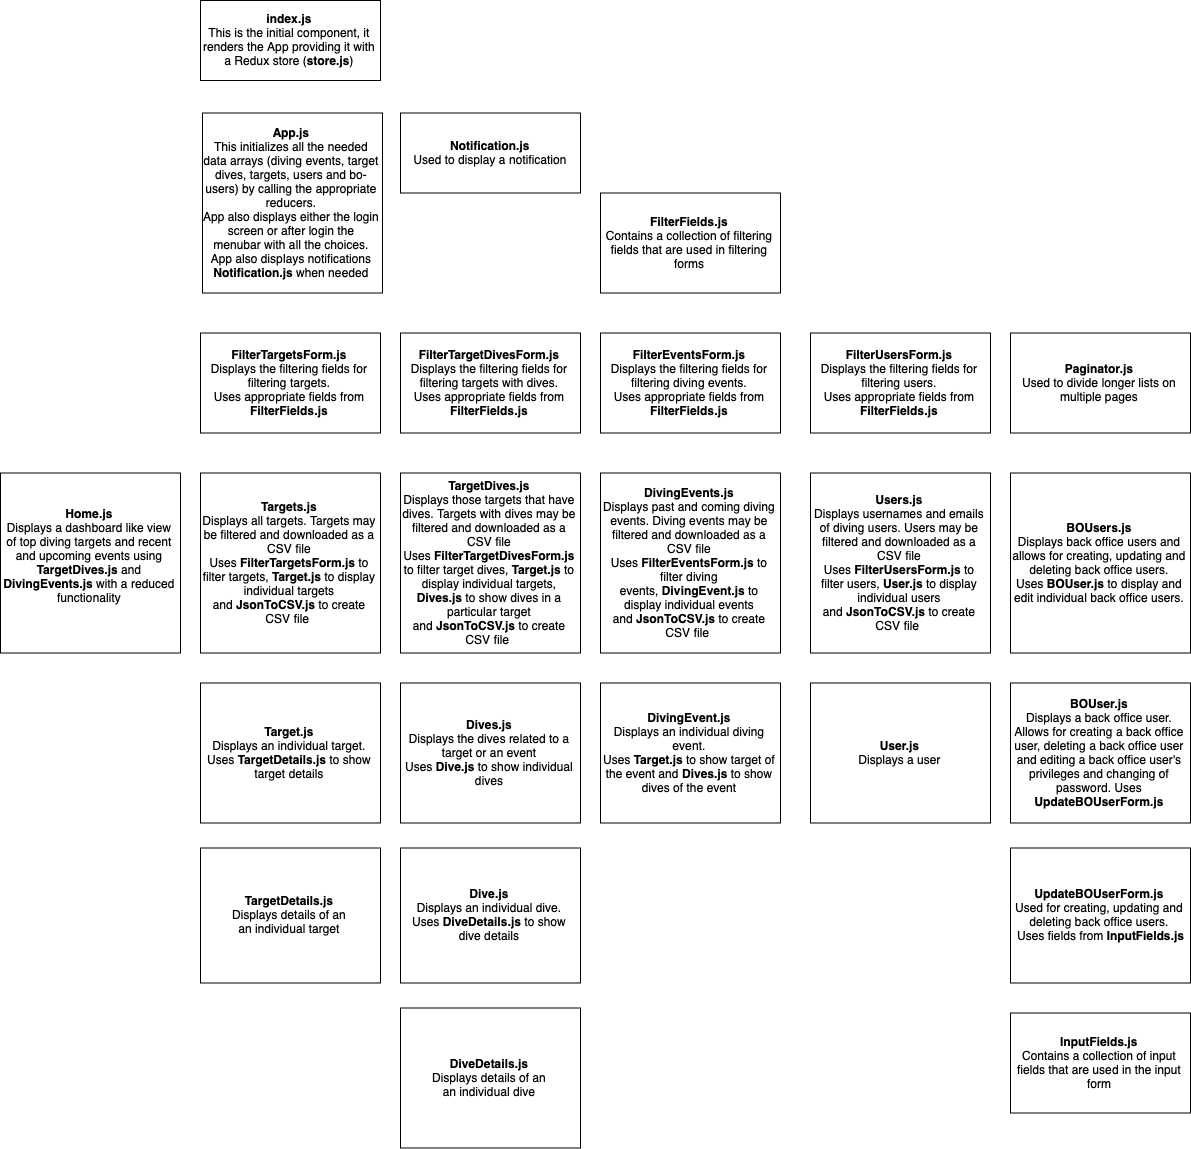 index.js
This is the initial component, it
renders the App providing it with
a Redux store (store.js)
App.js
This initializes all the needed
data arrays (diving events, target
dives, targets, users and bo-
users) by calling the appropriate
reducers.
App also displays either the login
screen or after login the
menubar with all the choices.
App also displays notifications
Notification.js when needed
Notification.js
Used to display a notification
FilterFields.js
Contains a collection of filtering
fields that are used in filtering
forms
FilterTargetsForm.js
Displays the filtering fields for
filtering targets.
Uses appropriate fields from
FilterFields.js
FilterTargetDivesForm.js
Displays the filtering fields for
filtering targets with dives.
Uses appropriate fields from
FilterFields.js
FilterEventsForm.js
Displays the filtering fields for
filtering diving events.
Uses appropriate fields from
FilterFields.js
FilterUsersForm.js
Displays the filtering fields for
filtering users.
Uses appropriate fields from
FilterFields.js
Paginator.js
Used to divide longer lists on
multiple pages
Home.js
Displays a dashboard like view
of top diving targets and recent
and upcoming events using
TargetDives.js and
DivingEvents.js with a reduced
functionality
Targets.js
Displays all targets. Targets may
be filtered and downloaded as a
CSV file
Uses FilterTargetsForm.js to
filter targets, Target.js to display
individual targets
and JsonToCSV.js to create
CSV file
TargetDives.js
Displays those targets that have
dives. Targets with dives may be
filtered and downloaded as a
CSV file
Uses FilterTargetDivesForm.js
to filter target dives, Target.js to
display individual targets,
Dives.js to show dives in a
particular target
and JsonToCSV.js to create
CSV file
DivingEvents.js
Displays past and coming diving
events. Diving events may be
filtered and downloaded as a
CSV file
Uses FilterEventsForm.js to
filter diving
events, DivingEvent.js to
display individual events
and JsonToCSV.js to create
CSV file
Users.js
Displays usernames and emails
of diving users. Users may be
filtered and downloaded as a
CSV file
Uses FilterUsersForm.js to
filter users, User.js to display
individual users
and JsonToCSV.js to create
CSV file
BOUsers.js
Displays back office users and
allows for creating, updating and
deleting back office users.
Uses BOUser.js to display and
edit individual back office users.
Target.js
Displays an individual target.
Uses TargetDetails.js to show
target details
Dives.js
Displays the dives related to a
target or an event
Uses Dive.js to show individual
dives
DivingEvent.js
Displays an individual diving
event.
Uses Target.js to show target of
the event and Dives.js to show
dives of the event
User.js
Displays a user
BOUser.js
Displays a back office user.
Allows for creating a back office
user, deleting a back office user
and editing a back office user's
privileges and changing of
password. Uses
UpdateBOUserForm.js
TargetDetails.js
Displays details of an
an individual target
Dive.js
Displays an individual dive.
Uses DiveDetails.js to show
dive details
UpdateBOUserForm.js
Used for creating, updating and
deleting back office users.
Uses fields from InputFields.js
DiveDetails.js
Displays details of an
an individual dive
InputFields.js
Contains a collection of input
fields that are used in the input
form